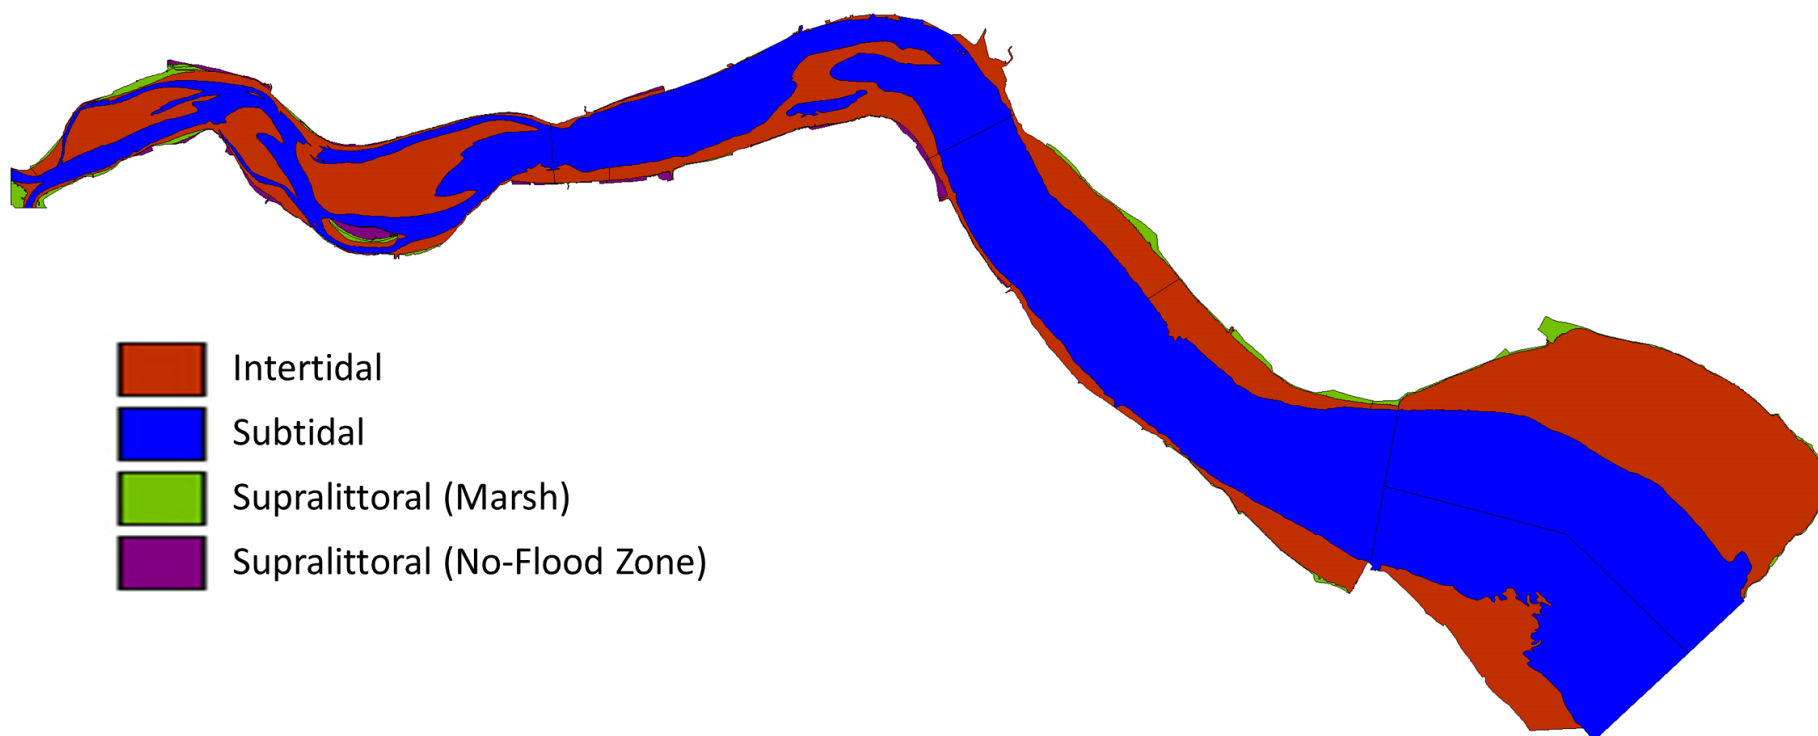 Intertidal
Subtidal
Supralittoral (Marsh)
Supralittoral (No-Flood Zone)